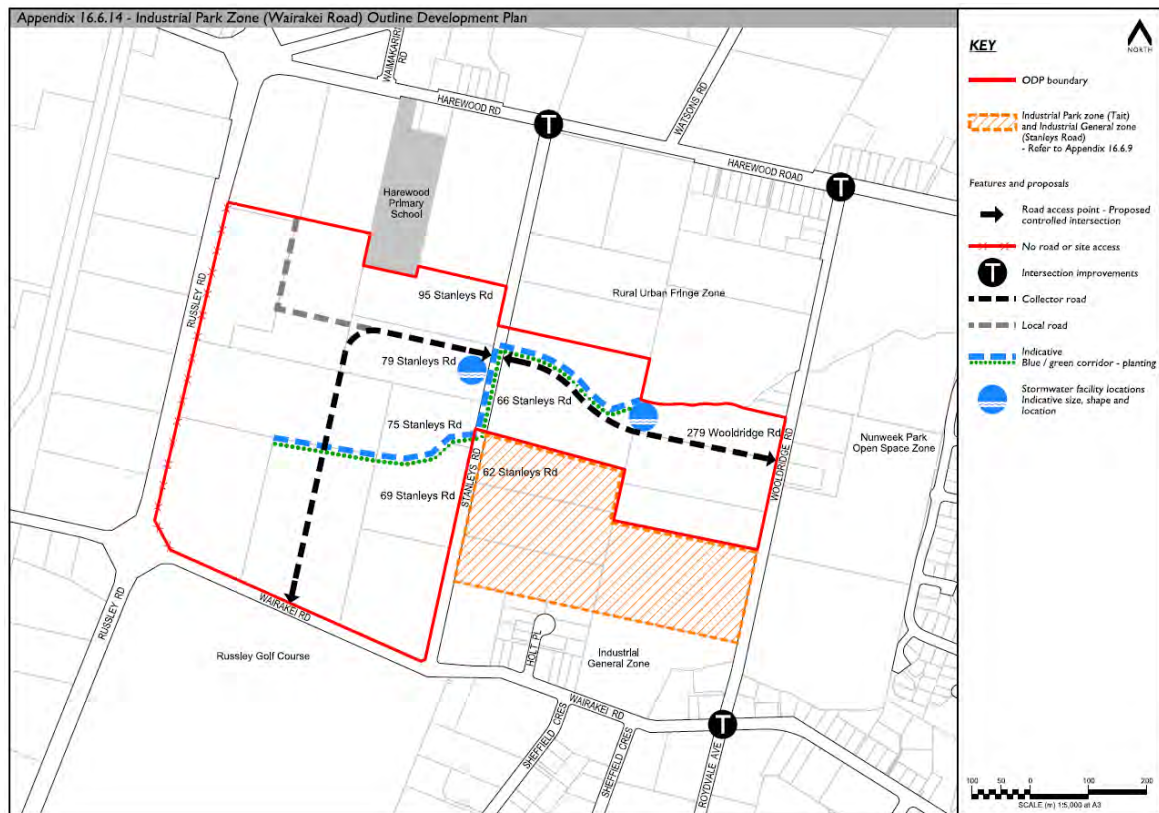 Appendix 16.6.14 - Industrial Park Zone (Wairakei Road) Outline Development Plan
WAIMAKARIRI
RD
HAREWOOD RD
T
WATSONS RD
HAREWOOD ROAD
T
Harewood
Primary
School
RUSSLEY RD
95 Stanleys Rd
Rural Urban Fringe Zone
79 Stanleys Rd
66 Stanleys Rd
75 Stanleys Rd
279 Wooldridge Rd
WOOLDRIDGE RD
Nunweek Park
Open Space Zone
STANLEYS RD
62 Stanleys Rd
69 Stanleys Rd
RUSSLEY RD
WAIRAKEI RD
Russley Golf Course
HOLT PL
Industrial
General Zone
WAIRAKEI RD
SHEFFIELD CRES
SHEFFIELD CRES
T
ROYDVALE AVE
KEY
NORTH
ODP boundary
Industrial Park zone (Tait)
and Industrial General zone
(Stanleys Road)
- Refer to Appendix 16.6.9
Features and proposals
Road access point - Proposed
controlled intersection
No road or site access
T
Intersection improvements
Collector road
Local road
Indicative
Blue / green corridor - planting
Stormwater facility locations
Indicative size, shape and
location
100 50 0 100 200
SCALE (m) 1:5,000 at A3